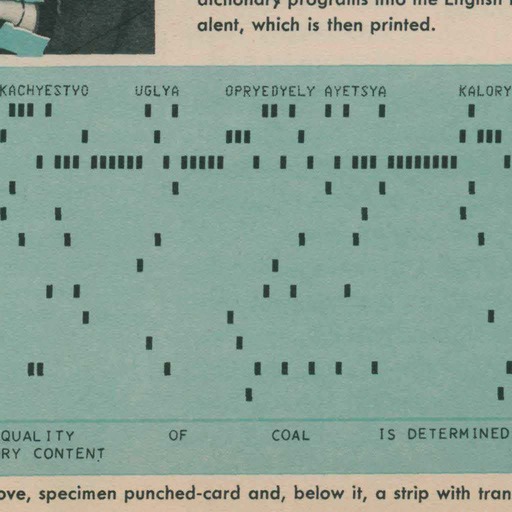 dictionary programs into the English
alent, which is then printed.
KACHYESTVO UGLYA OPRYEDYELY AYETSYA KALORY
QUALITY OF COAL IS DETERMINED
RY CONTENT
ove, specimen punched-card and, below it, a strip with tran